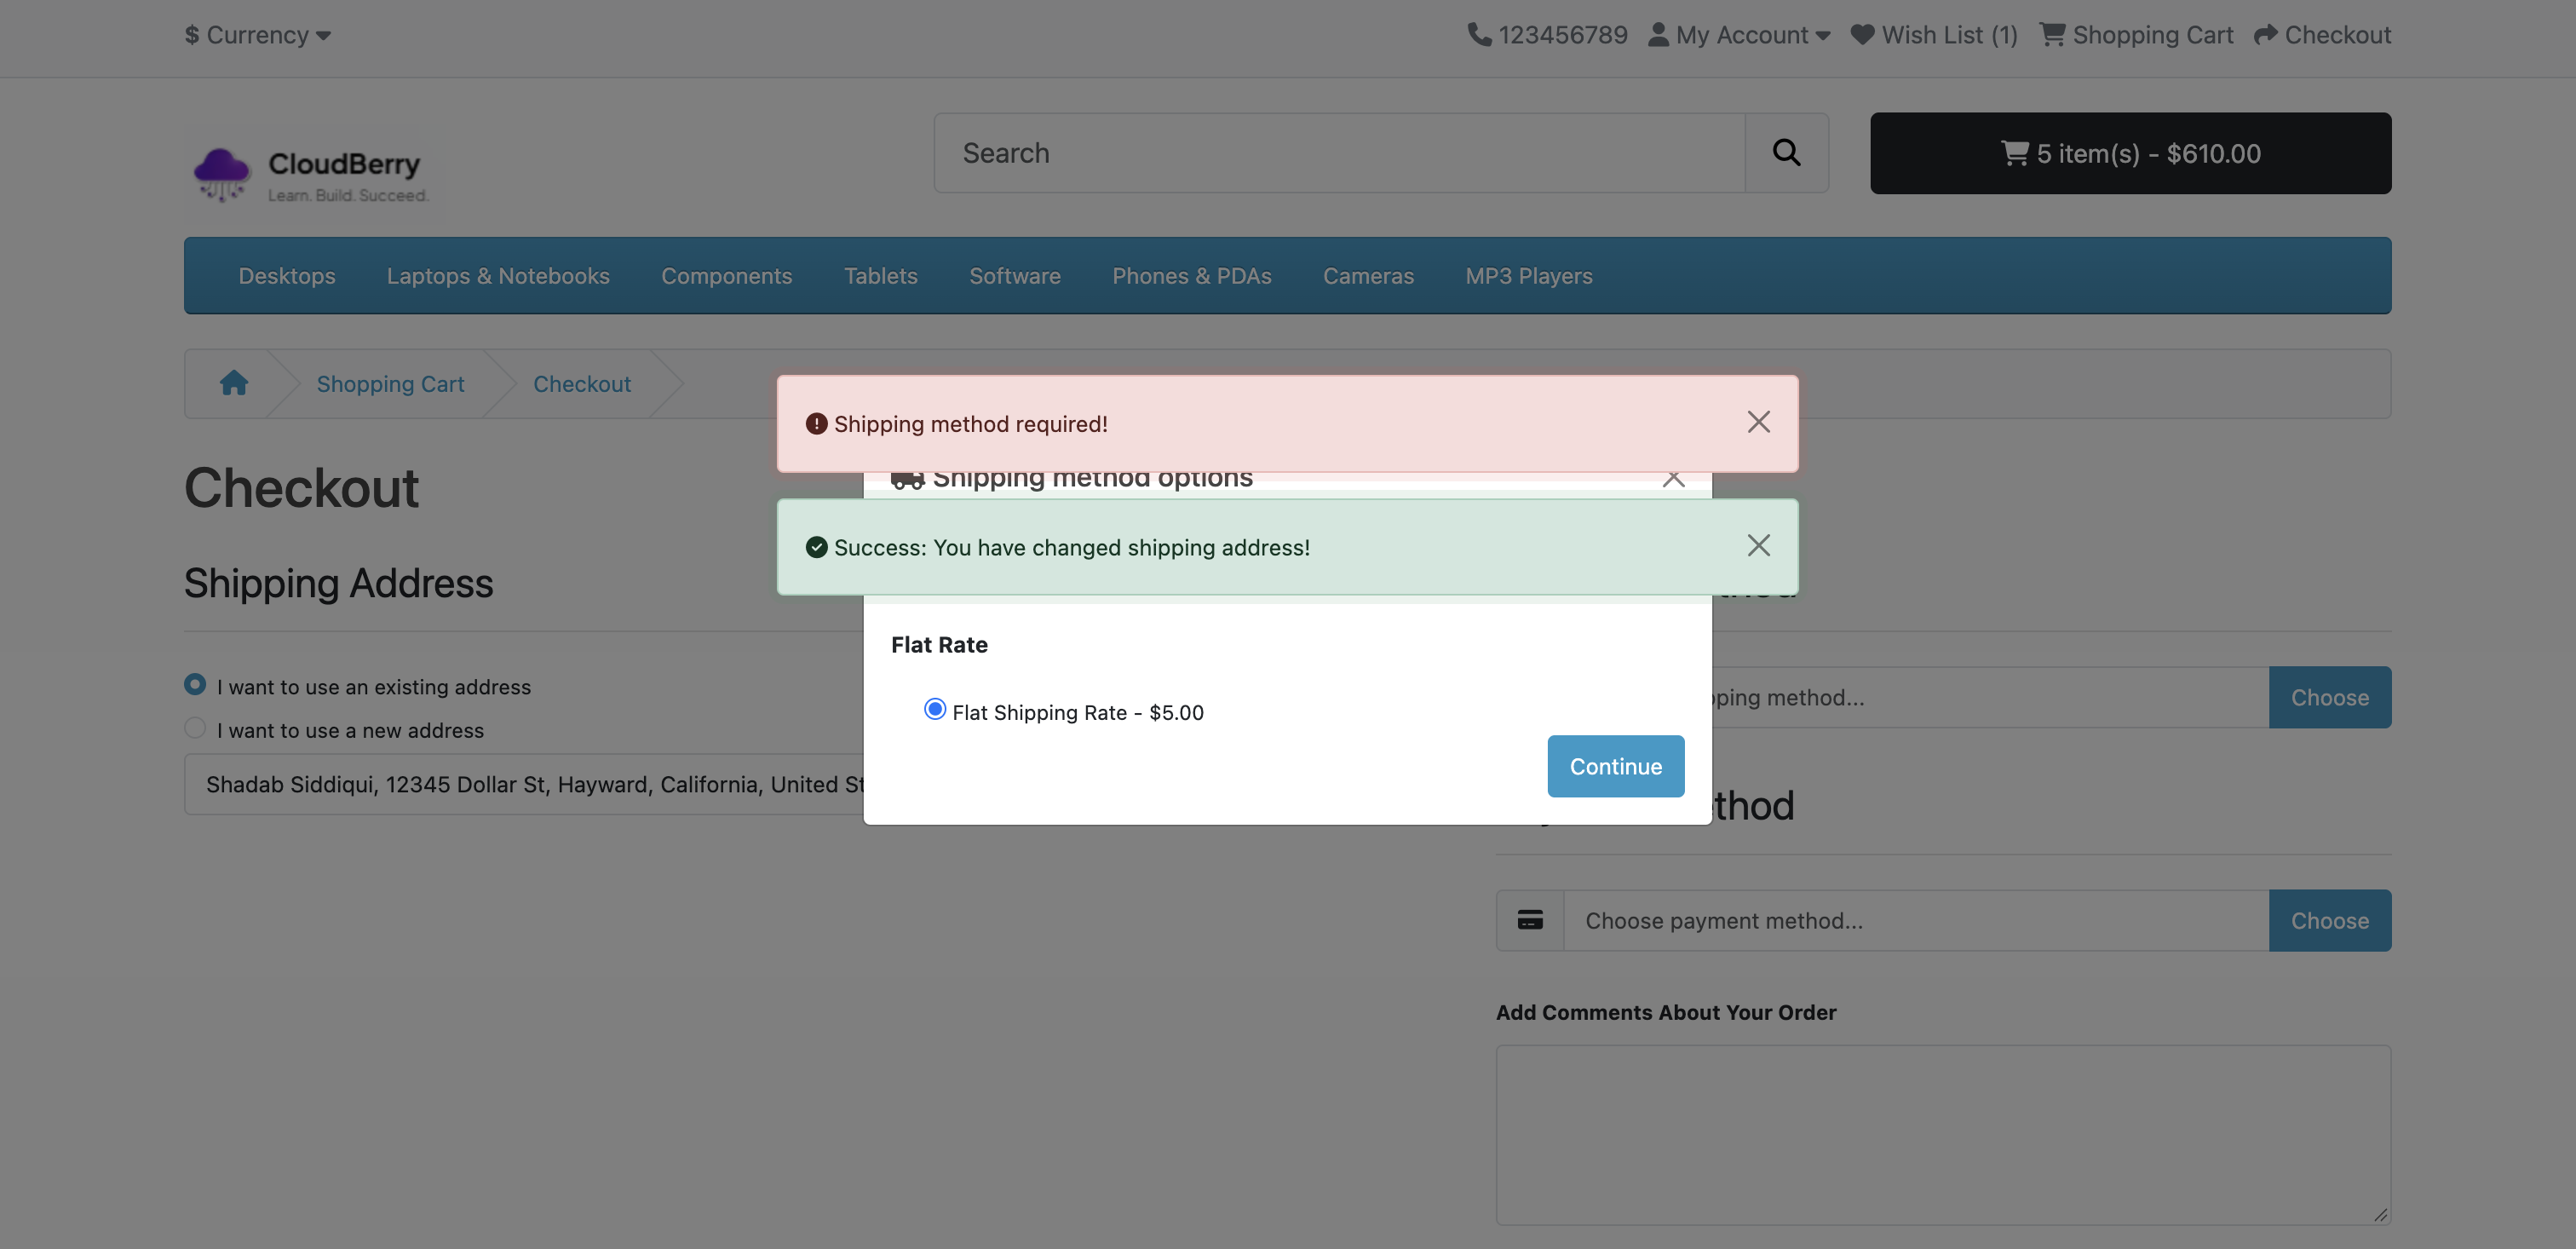 $ Currency
123456789 My Account Wish List (1) Shopping Cart Checkout
CloudBerry
Learn. Build. Succeed.
Search
5 item(s) - $610.00
Desktops Laptops & Notebooks Components Tablets Software Phones & PDAs Cameras MP3 Players
Shopping Cart Checkout
Shipping method required!
Shipping method options
Success: You have changed shipping address!
Checkout
Shipping Address
I want to use an existing address
I want to use a new address
Shadab Siddiqui, 12345 Dollar St, Hayward, California, United St
Flat Rate
Flat Shipping Rate - $5.00
Continue
pping method...
Choose
thod
Choose payment method...
Choose
Add Comments About Your Order